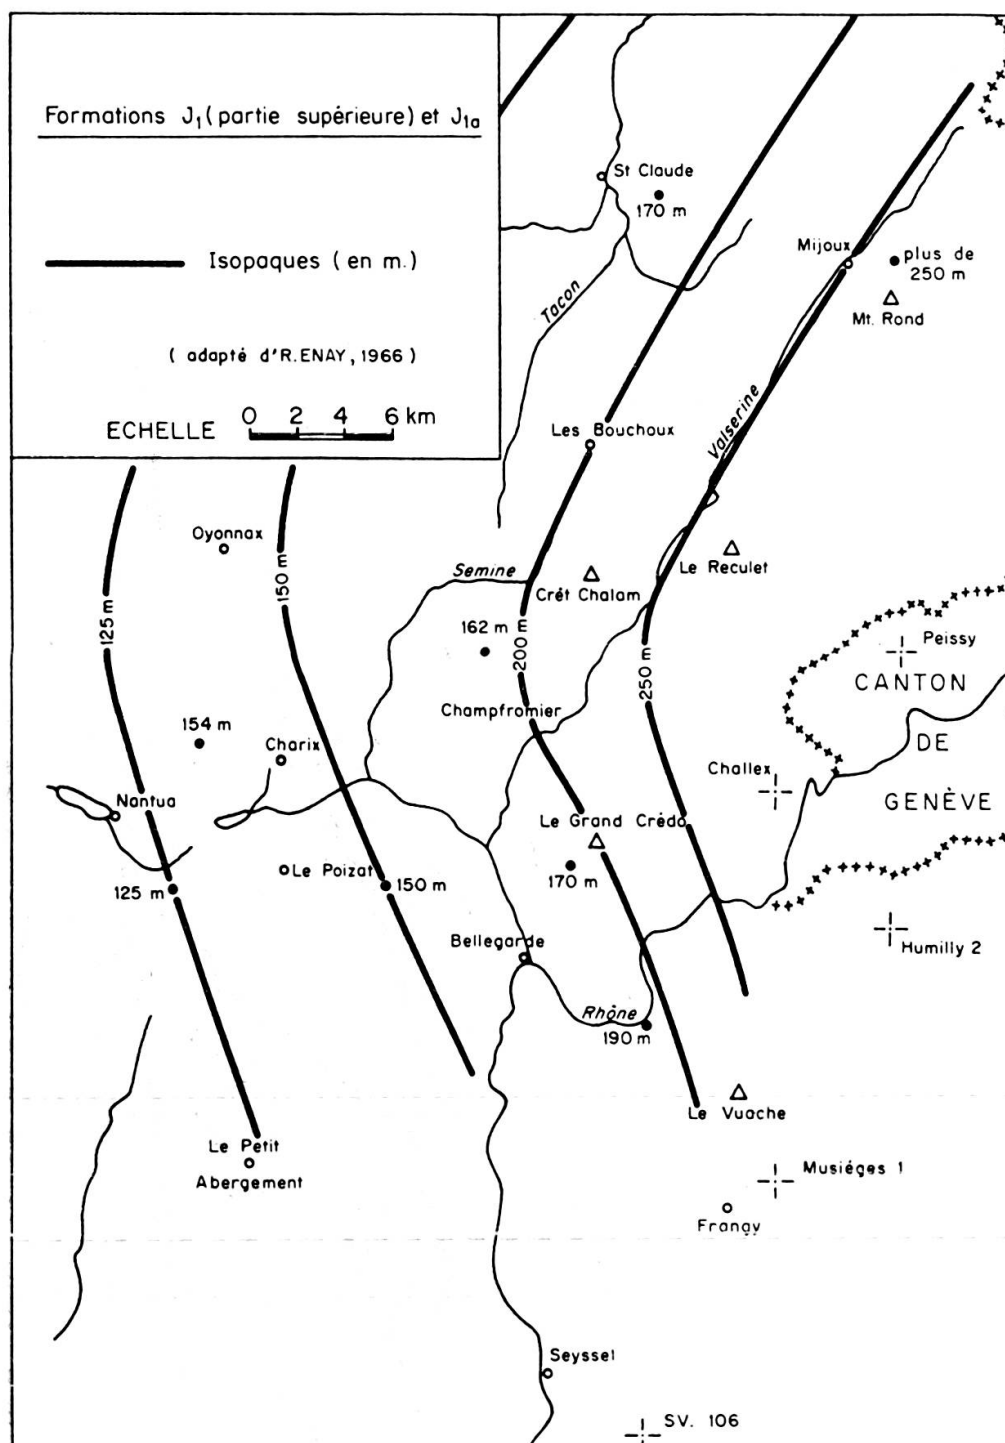 Formations J1 (partie supérieure) et J1a
Isopaques (en m.)
( adapté d'R. ENAY, 1966 )
ECHELLE 0 2 4 6 km
St Claude
170 m
Mijoux
plus de
250 m
Mt. Rond
Tacon
Valserine
Les Bouchoux
Oyonnax
Semine
Crêt Chalam
Le Reculet
125 m
150 m
162 m
200 m
250 m
Peissy
CANTON
DE
GENÈVE
Champfromier
154 m
Charix
Challex
Nantua
Le Grand Crédo
Le Poizat
125 m
150 m
170 m
Bellegarde
Humilly 2
Rhône
190 m
Le Vuache
Le Petit
Abergement
Musiéges 1
Frangy
Seyssel
SV. 106